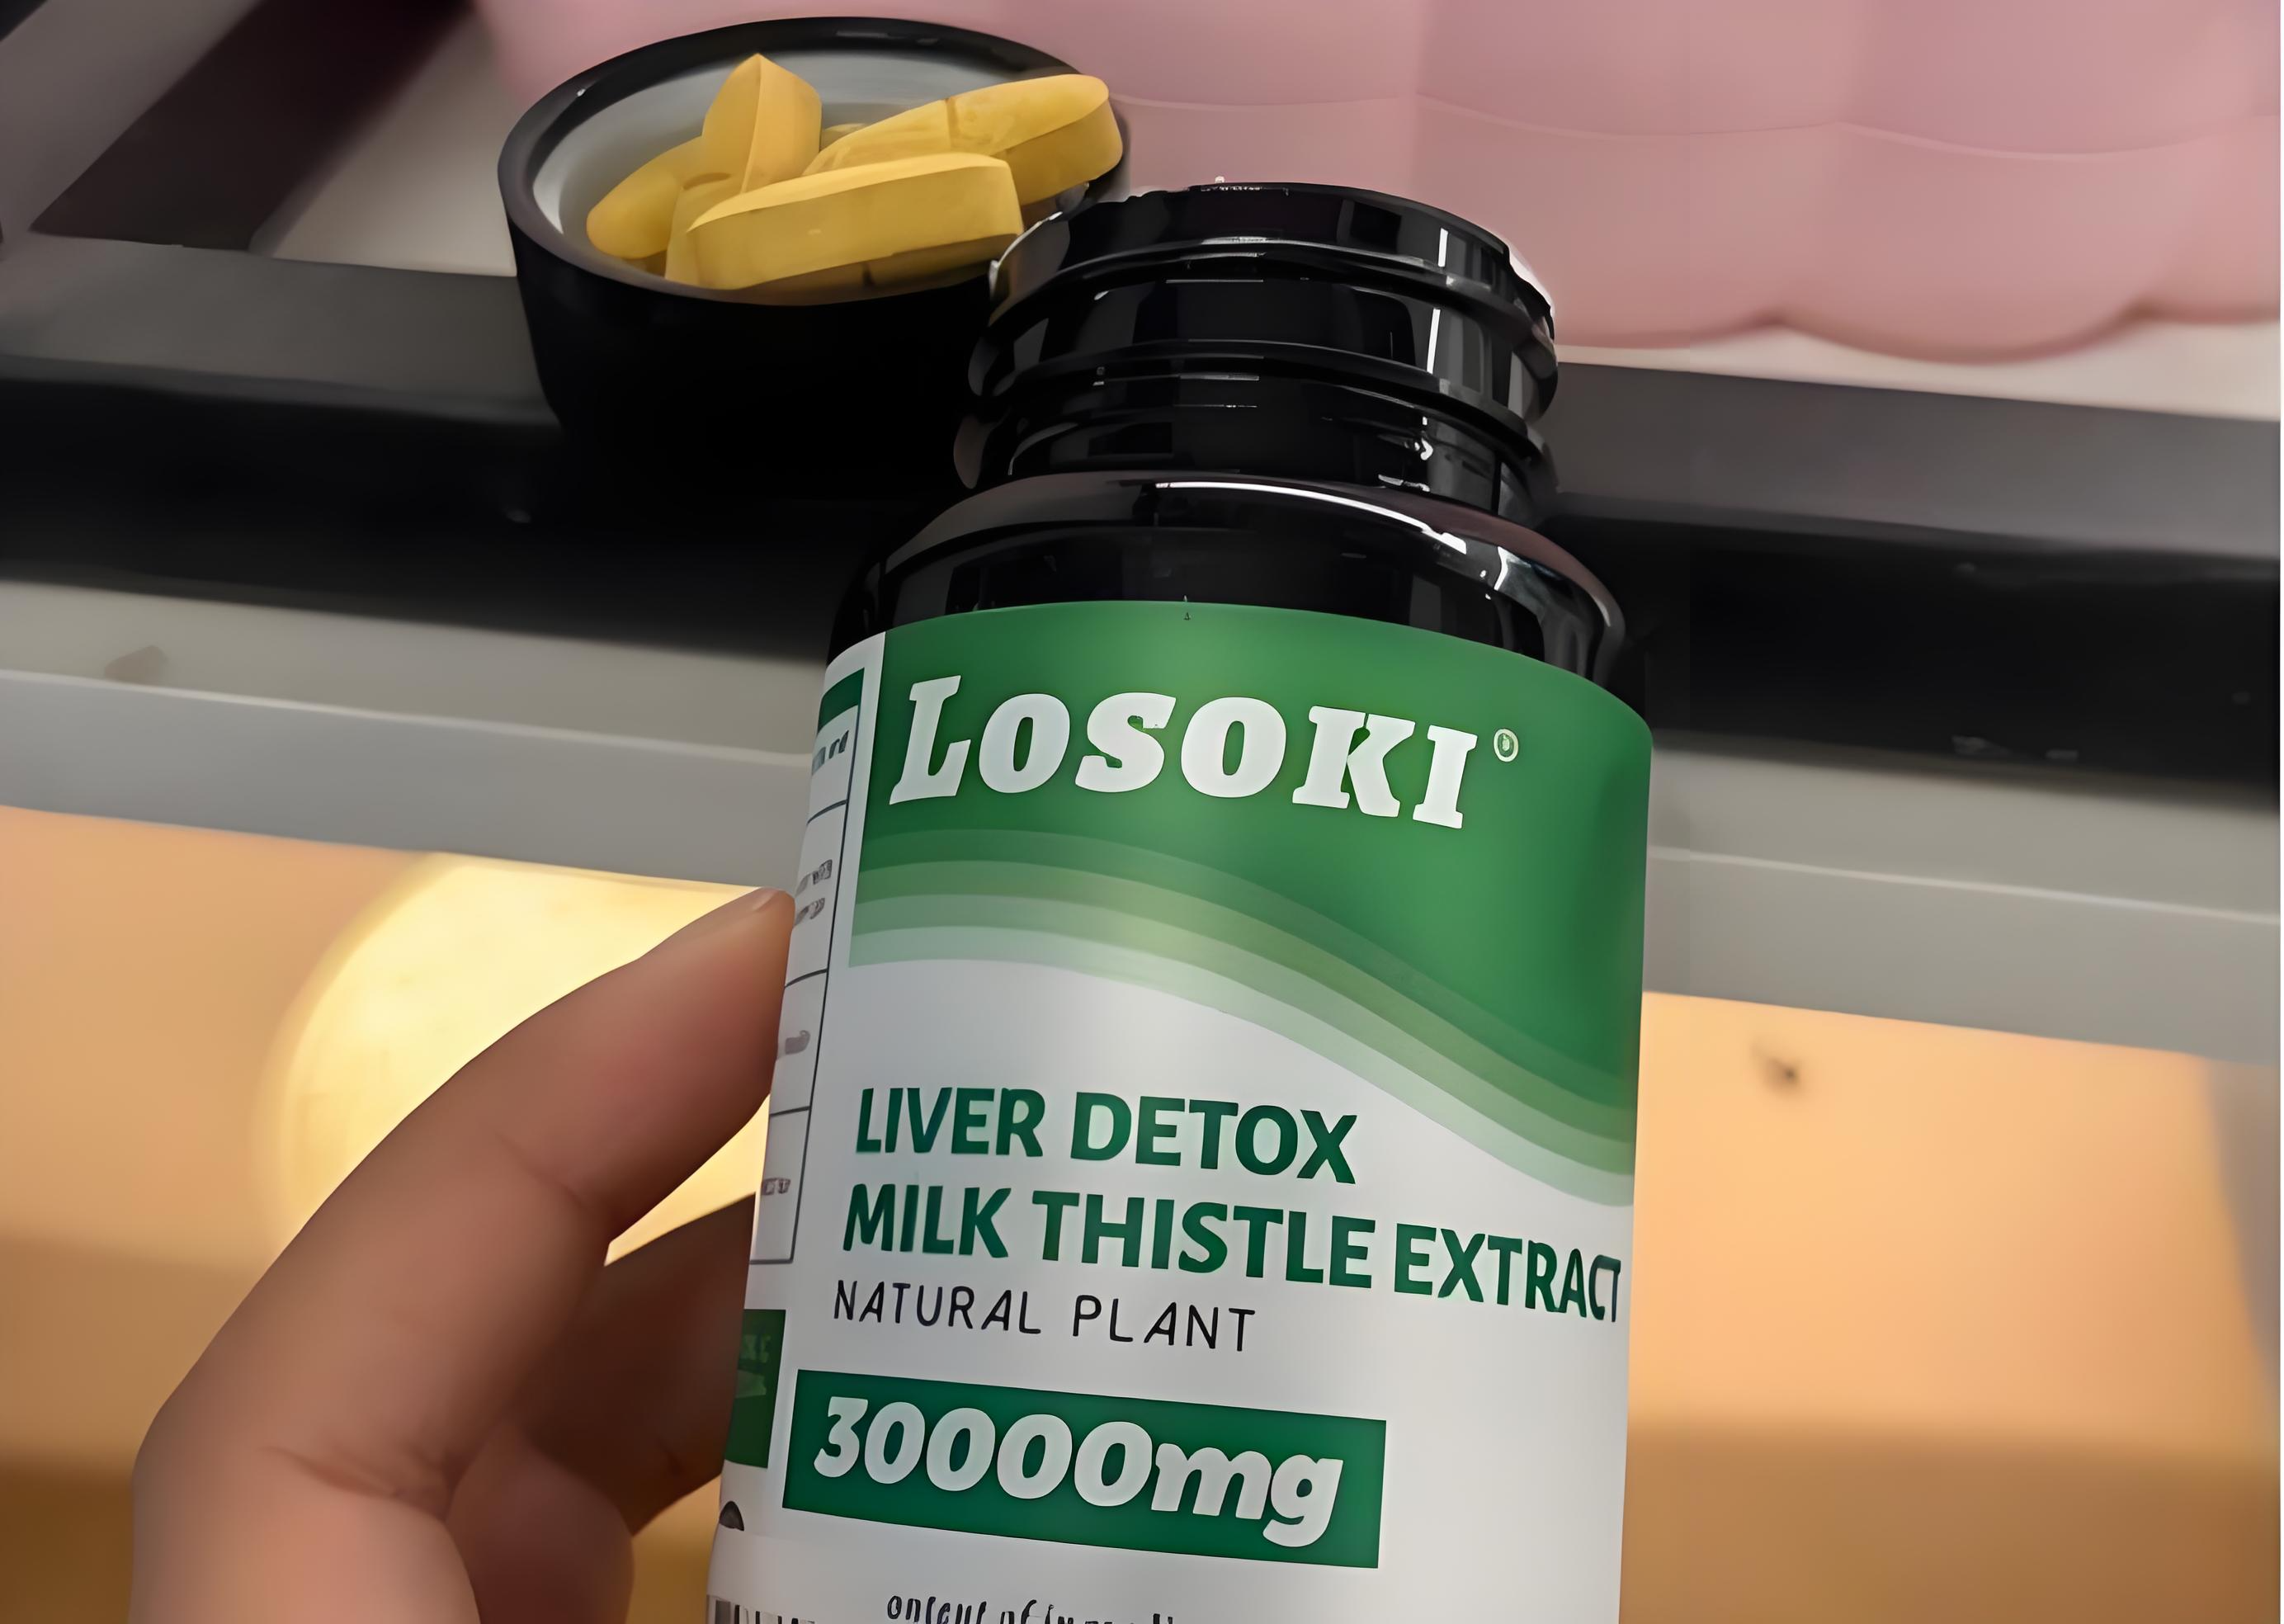 LOSOKI®
LIVER DETOX
MILK THISTLE EXTRACT
NATURAL PLANT
30000mg